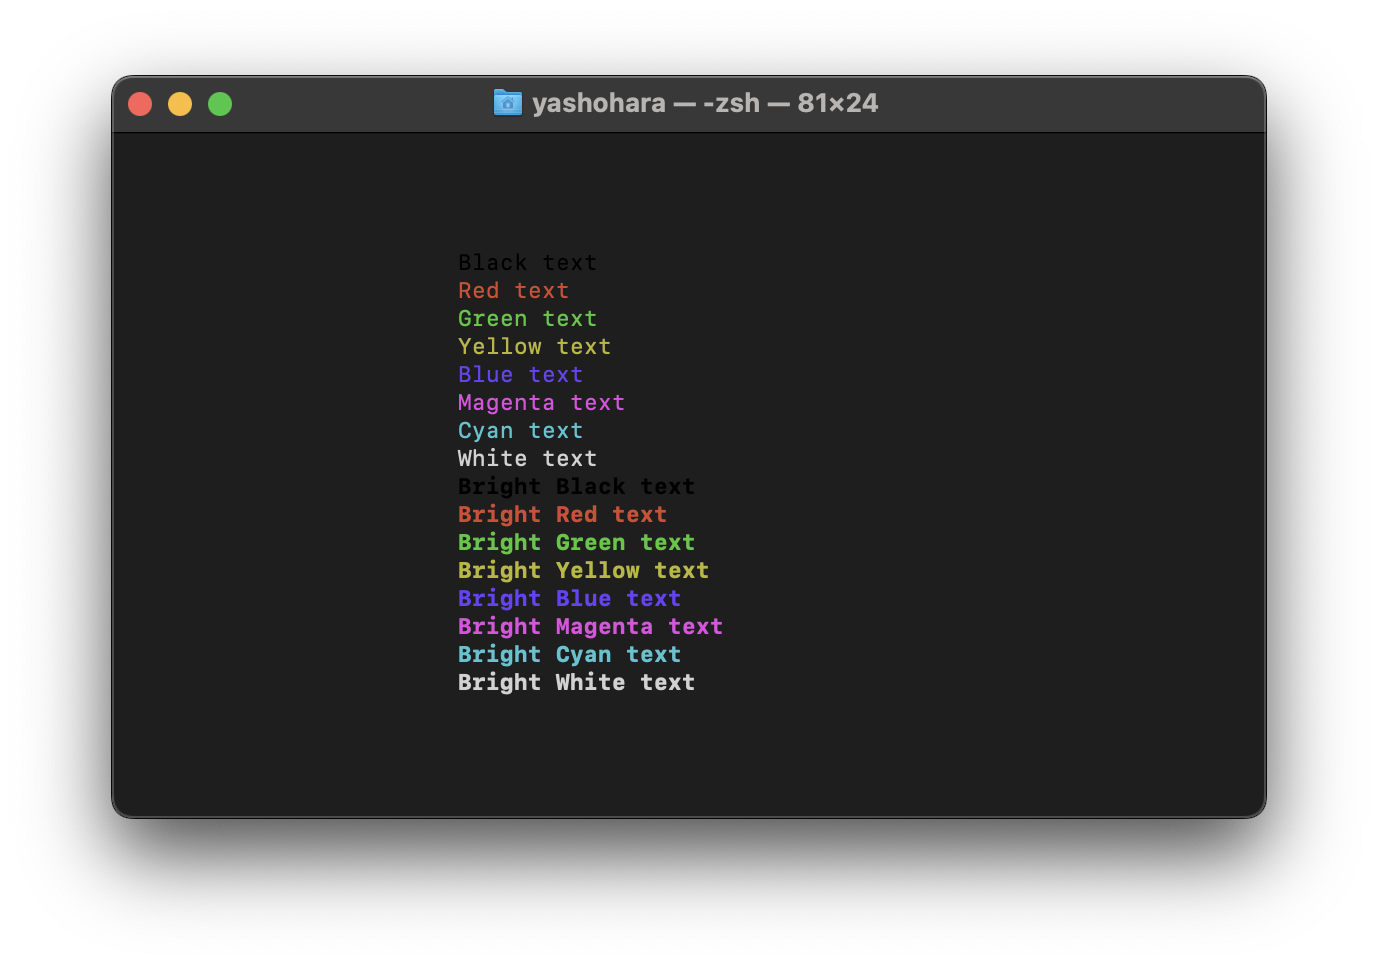 yashohara — -zsh — 81×24
Black text
Red text
Green text
Yellow text
Blue text
Magenta text
Cyan text
White text
Bright Black text
Bright Red text
Bright Green text
Bright Yellow text
Bright Blue text
Bright Magenta text
Bright Cyan text
Bright White text